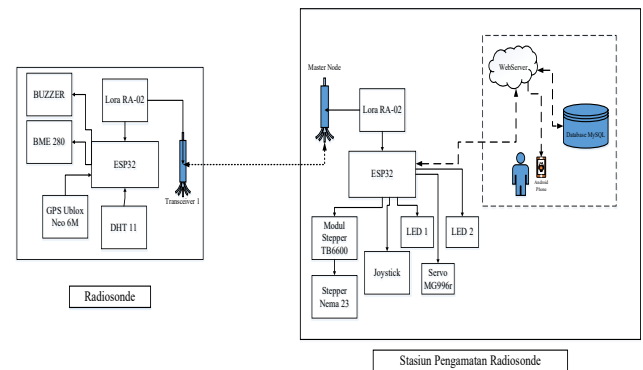 BUZZER
Lora RA-02
BME 280
ESP32
Transceiver 1
GPS Ublox
Neo 6M
DHT 11
Radiosonde
Master Node
Lora RA-02
ESP32
Modul
Stepper
TB6600
Stepper
Nema 23
Joystick
LED 1
Servo
MG996r
LED 2
WebServer
Database MySQL
Android
Phone
Stasiun Pengamatan Radiosonde